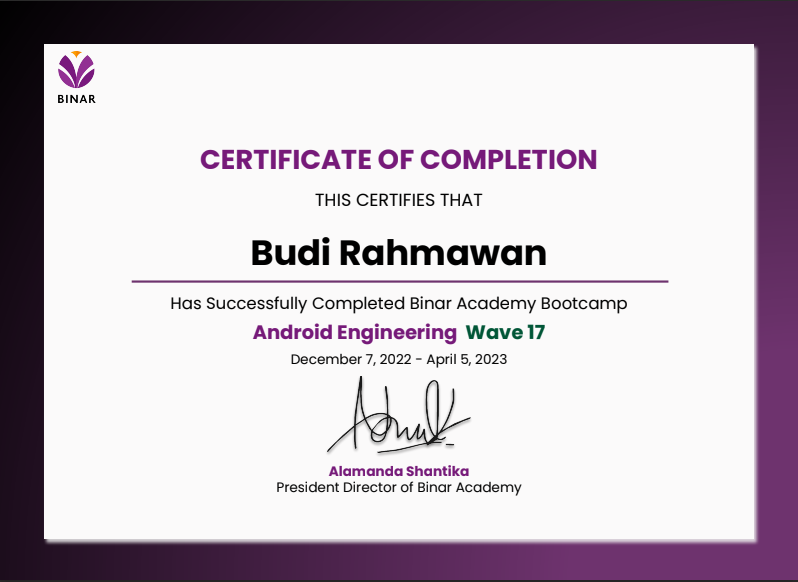 BINAR
CERTIFICATE OF COMPLETION
THIS CERTIFIES THAT
Budi Rahmawan
Has Successfully Completed Binar Academy Bootcamp
Android Engineering Wave 17
December 7, 2022 - April 5, 2023
Alamanda Shantika
President Director of Binar Academy